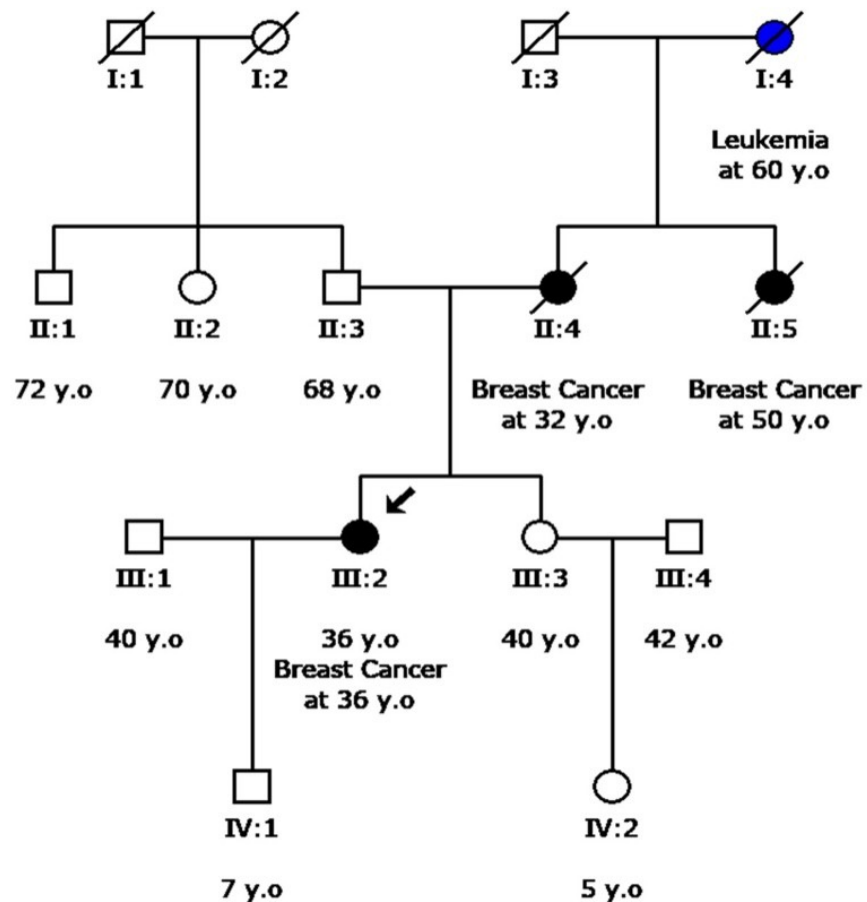 I:1 I:2 I:3 I:4
Leukemia
at 60 y.o
II:1 II:2 II:3 II:4 II:5
72 y.o 70 y.o 68 y.o Breast Cancer Breast Cancer
at 32 y.o at 50 y.o
III:1 III:2 III:3 III:4
40 y.o 36 y.o 40 y.o 42 y.o
Breast Cancer
at 36 y.o
IV:1 IV:2
7 y.o 5 y.o